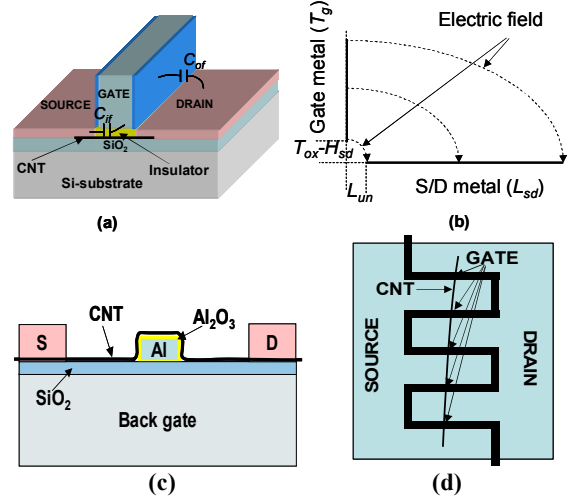 C_of
SOURCE
GATE
DRAIN
C_if
CNT
SiO₂
Insulator
Si-substrate
(a)
Electric field
Gate metal (T_g)
T_ox-H_sd
L_un
S/D metal (L_sd)
(b)
CNT
Al₂O₃
S
Al
D
SiO₂
Back gate
(c)
GATE
CNT
SOURCE
DRAIN
(d)